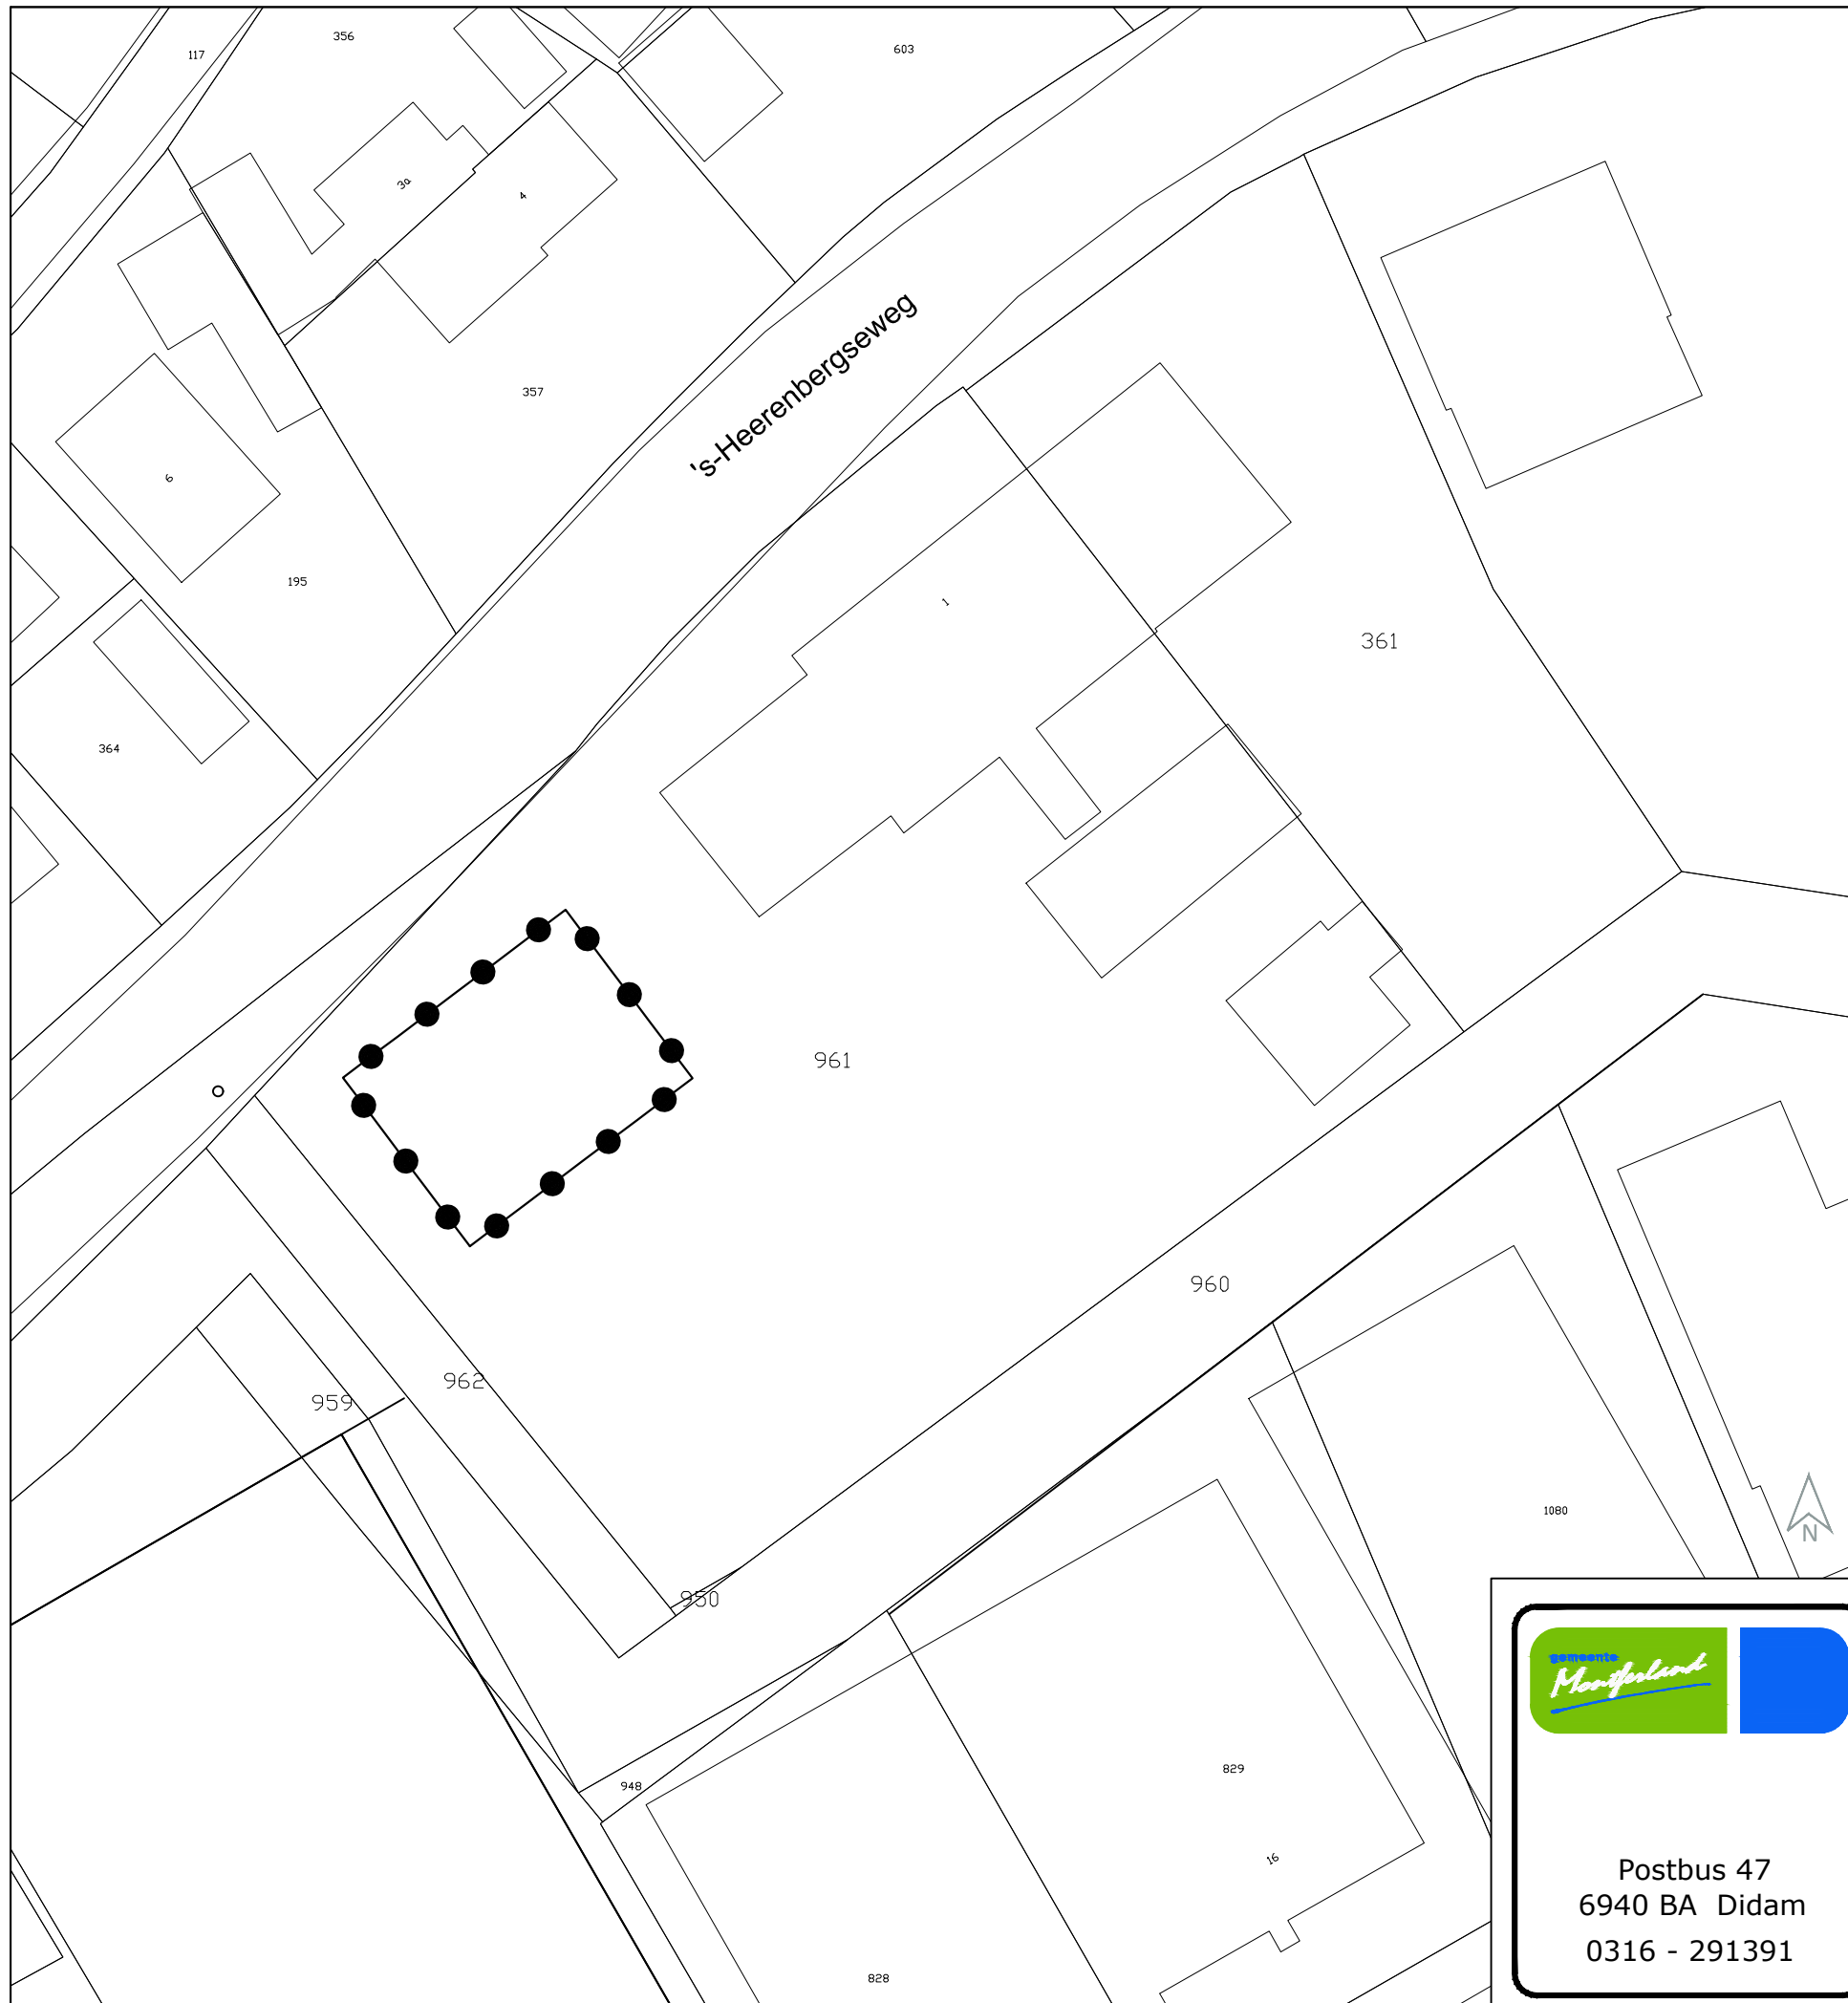 117
356
603
3a
4
's-Heerenbergseweg
357
6
195
1
361
364
961
960
962
959
950
1080
N
948
829
16
828
gemeente
Montferland
Postbus 47
6940 BA Didam
0316 - 291391